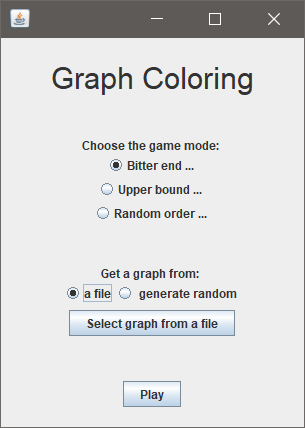 Graph Coloring
Choose the game mode:
Bitter end ...
Upper bound ...
Random order ...
Get a graph from:
a file generate random
Select graph from a file
Play